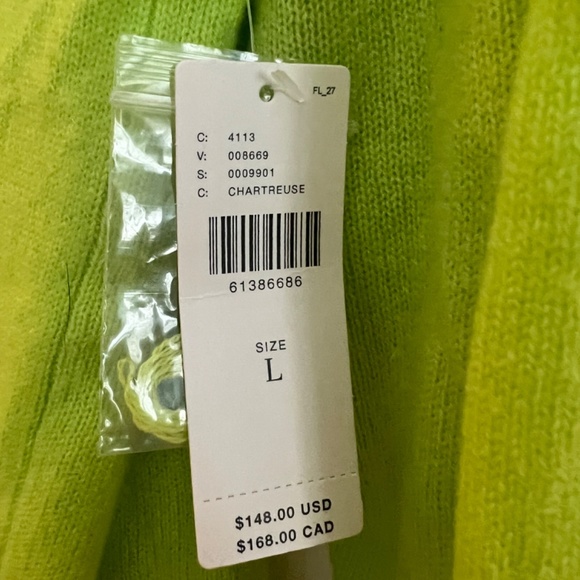 FL_27
C: 4113
V: 008669
S: 0009901
C: CHARTREUSE
61386686
SIZE
L
$148.00 USD
$168.00 CAD